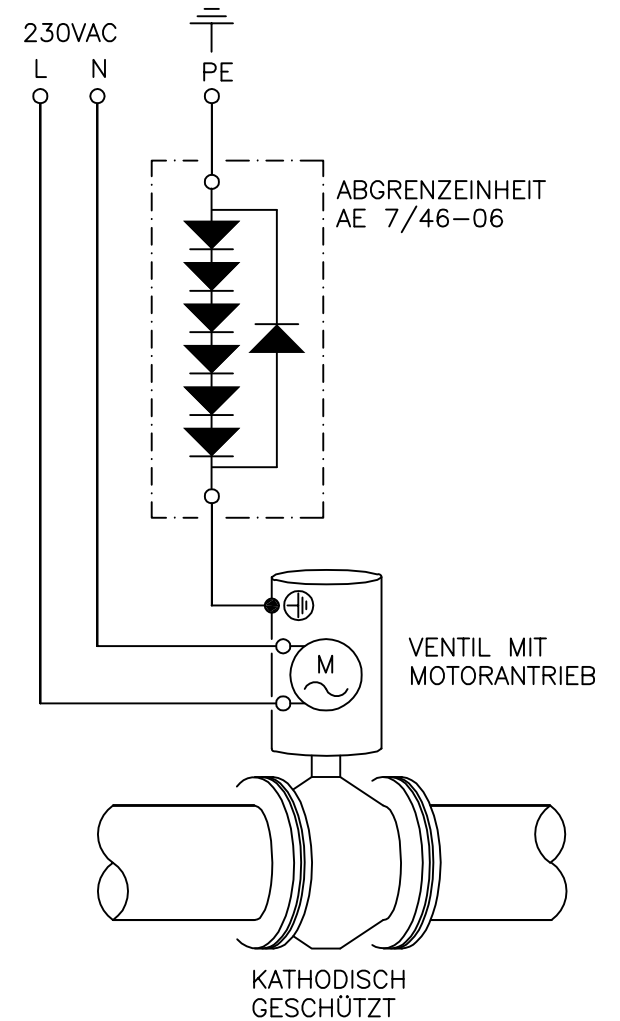 230VAC
L N PE
ABGRENZEINHEIT
AE 7/46-06
M
VENTIL MIT
MOTORANTRIEB
KATHODISCH
GESCHÜTZT